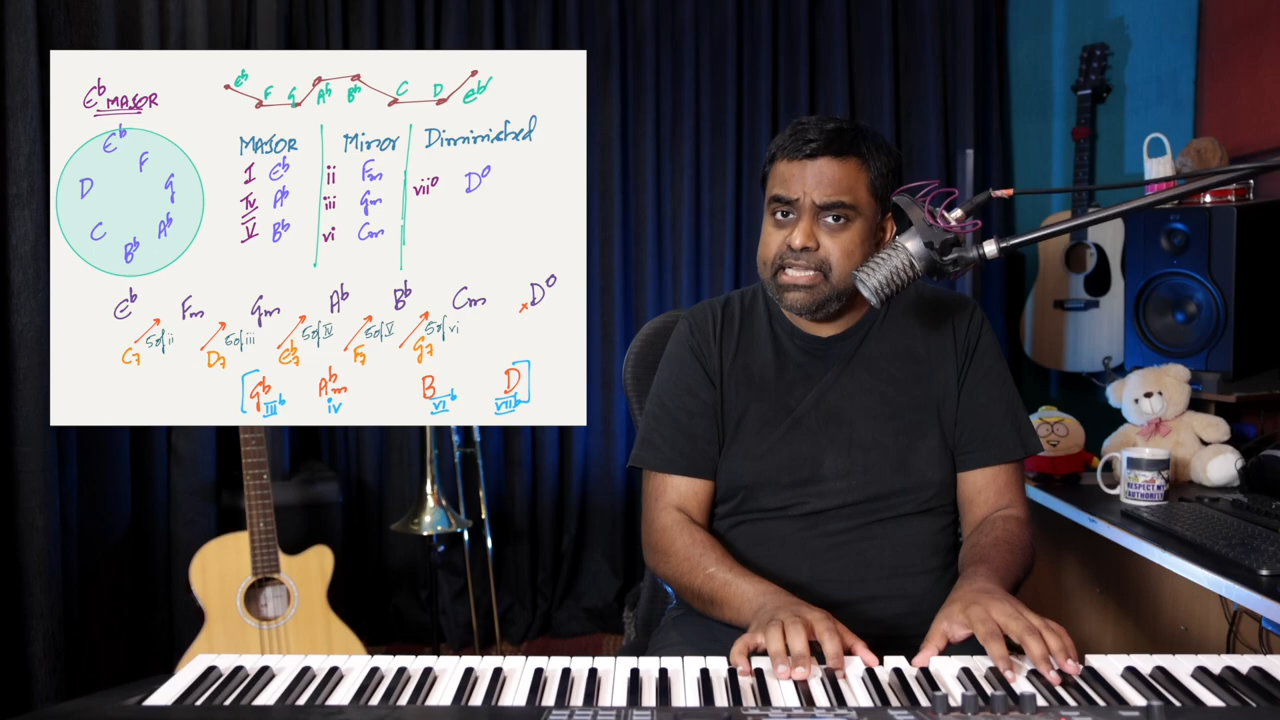 E♭ MAJOR
E♭ F G A♭ B♭ C D E♭
E♭
F
D G
C A♭
B♭
MAJOR Minor Diminished
I E♭ ii Fm vii° D°
IV A♭ iii Gm
V B♭ vi Cm
E♭ Fm Gm A♭ B♭ Cm xD°
5 of ii 5 of iii 5 of IV 5 of V 5 of vi
C7 D7 E♭7 F7 G7
[G♭ A♭m B D]
III♭ iv VI♭ VII♭
RESPECT MY
AUTHORITA